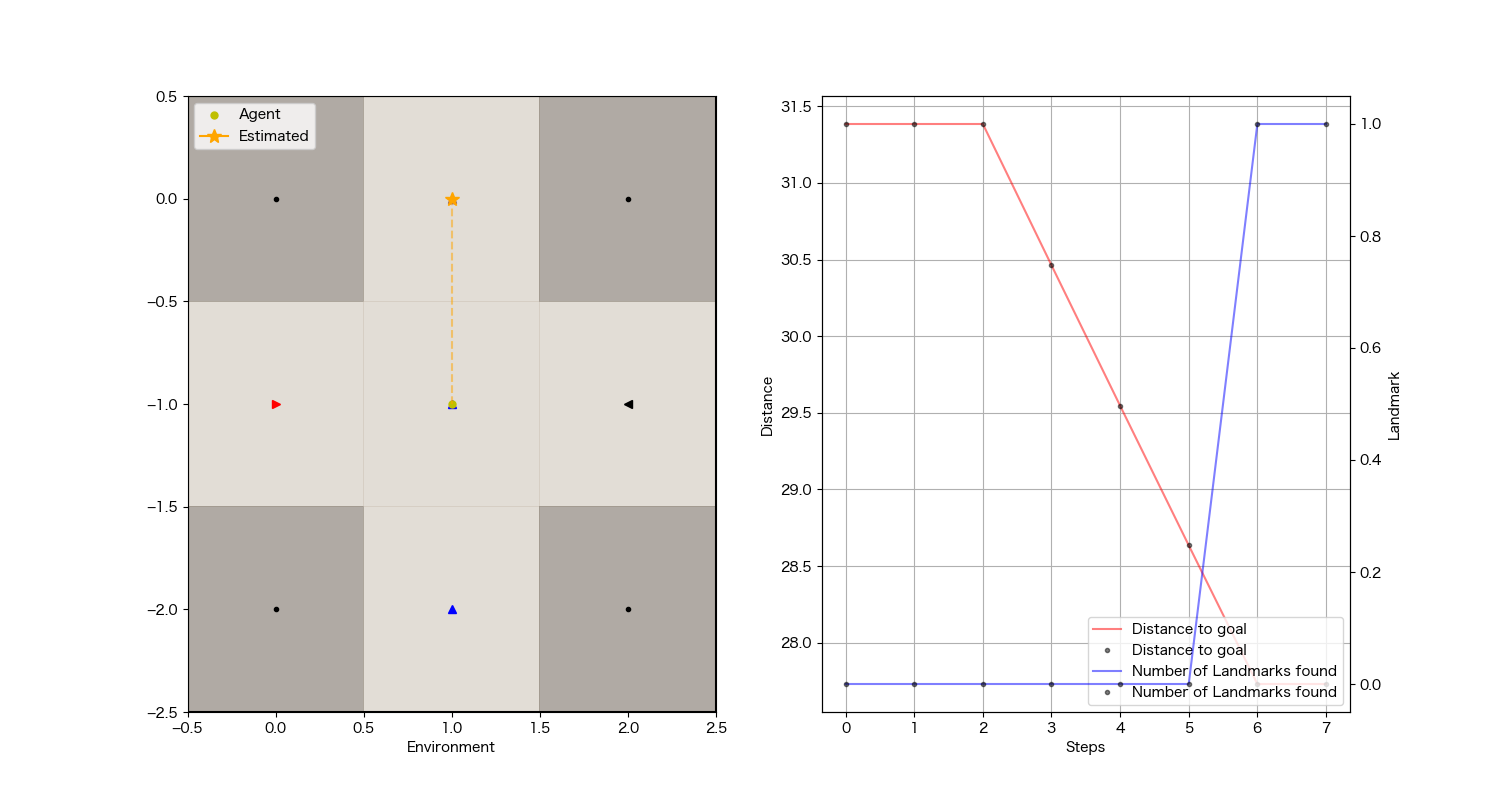 0.5
0.0
−0.5
−1.0
−1.5
−2.0
−2.5
−0.5 0.0 0.5 1.0 1.5 2.0 2.5
Environment
Agent
Estimated
31.5
31.0
30.5
30.0
29.5
29.0
28.5
28.0
Distance
0 1 2 3 4 5 6 7
Steps
1.0
0.8
0.6
0.4
0.2
0.0
Landmark
Distance to goal
Distance to goal
Number of Landmarks found
Number of Landmarks found